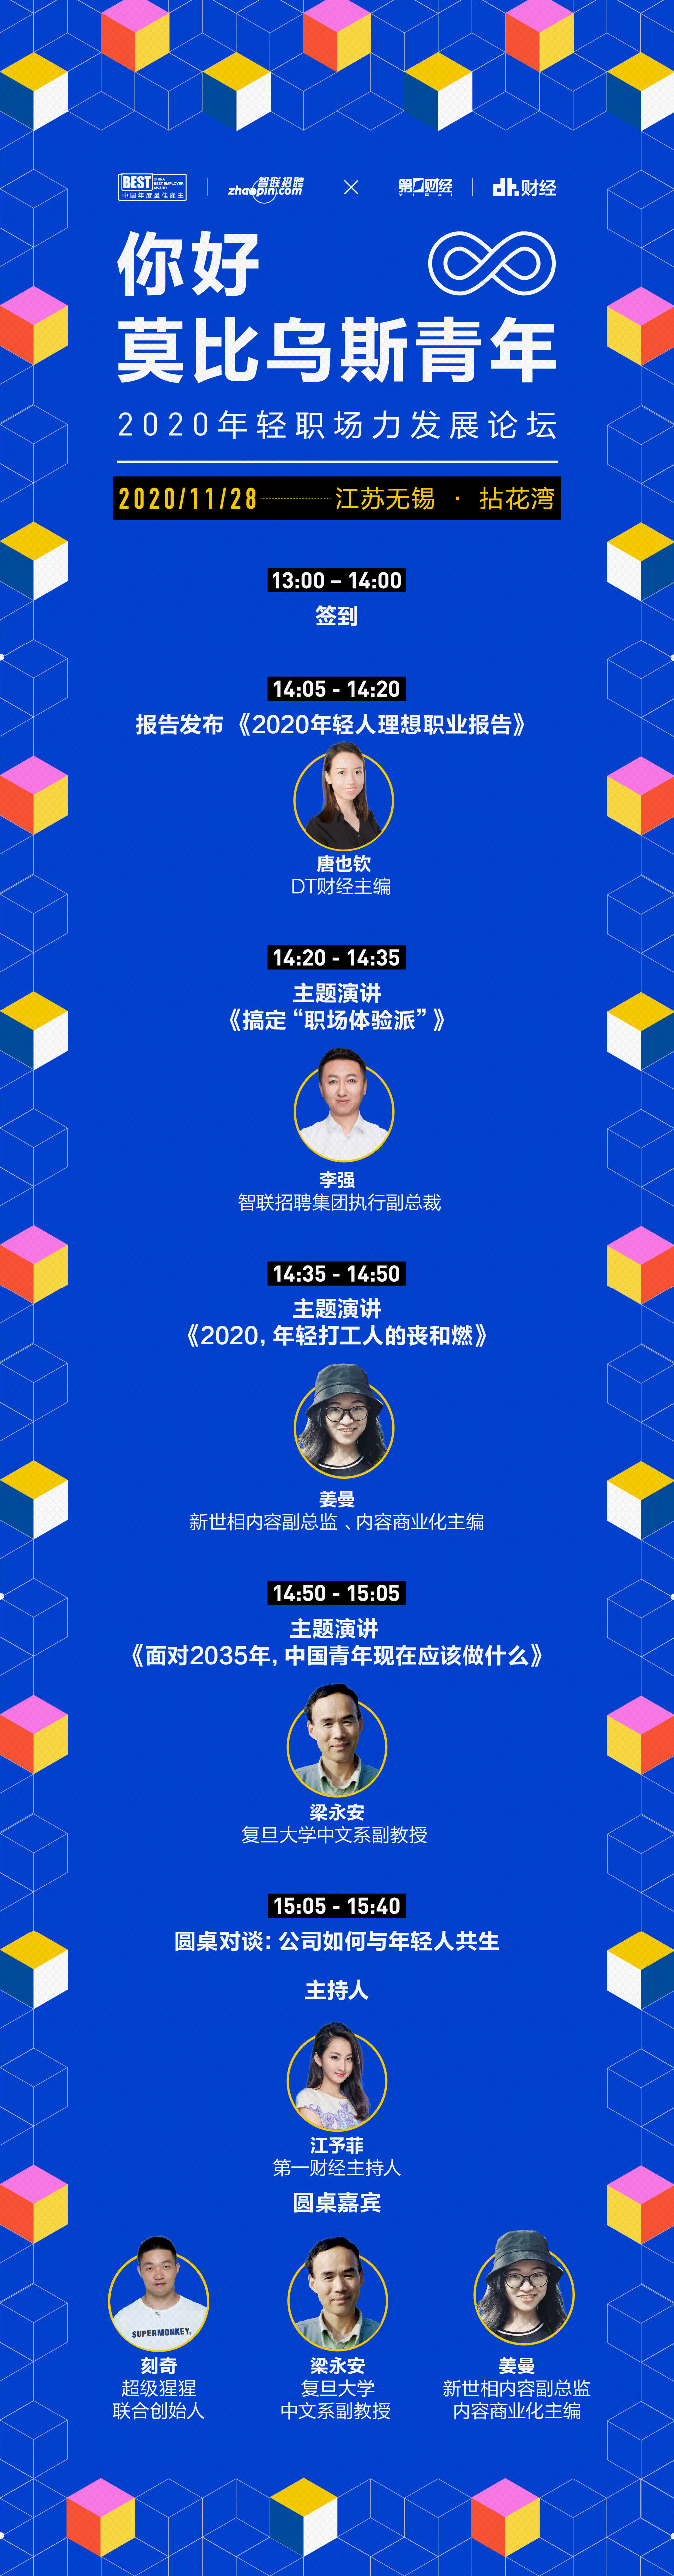 BEST CHINA BEST EMPLOYER AWARD
中国年度最佳雇主
智联招聘
zhaopin.com
×
第一财经
YICAI
dt.财经
你好
莫比乌斯青年
2020年轻职场力发展论坛
2020/11/28 江苏无锡 · 拈花湾
13:00 – 14:00
签到
14:05 - 14:20
报告发布《2020年轻人理想职业报告》
唐也钦
DT财经主编
14:20 - 14:35
主题演讲
《搞定“职场体验派”》
李强
智联招聘集团执行副总裁
14:35 - 14:50
主题演讲
《2020, 年轻打工人的丧和燃》
姜曼
新世相内容副总监 、内容商业化主编
14:50 - 15:05
主题演讲
《面对2035年, 中国青年现在应该做什么》
梁永安
复旦大学中文系副教授
15:05 - 15:40
圆桌对谈: 公司如何与年轻人共生
主持人
江予菲
第一财经主持人
圆桌嘉宾
SUPERMONKEY.
刻奇
超级猩猩
联合创始人
梁永安
复旦大学
中文系副教授
姜曼
新世相内容副总监
内容商业化主编